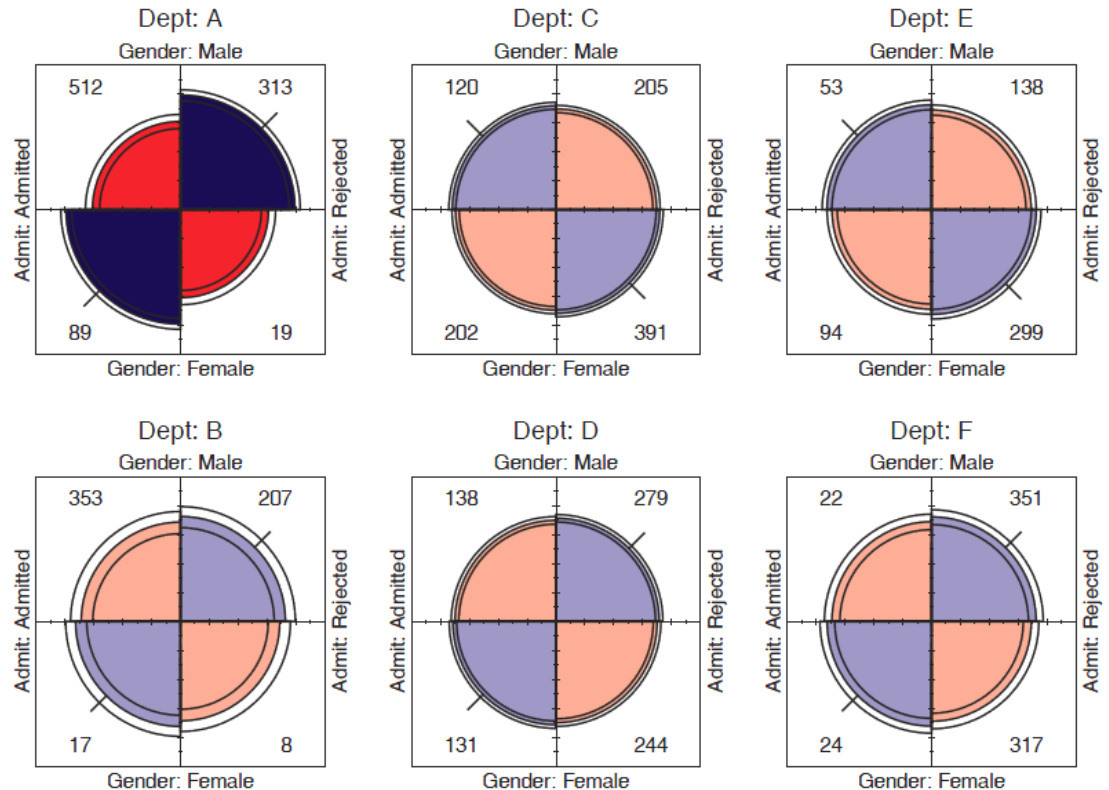 Dept: A
Gender: Male
512 313
Admit: Admitted
Admit: Rejected
89 19
Gender: Female
Dept: C
Gender: Male
120 205
Admit: Admitted
Admit: Rejected
202 391
Gender: Female
Dept: E
Gender: Male
53 138
Admit: Admitted
Admit: Rejected
94 299
Gender: Female
Dept: B
Gender: Male
353 207
Admit: Admitted
Admit: Rejected
17 8
Gender: Female
Dept: D
Gender: Male
138 279
Admit: Admitted
Admit: Rejected
131 244
Gender: Female
Dept: F
Gender: Male
22 351
Admit: Admitted
Admit: Rejected
24 317
Gender: Female